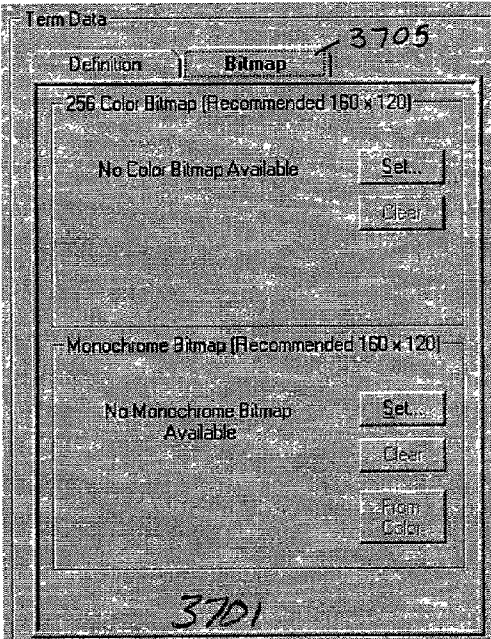 Term Data
3705
Definition
Bitmap
256 Color Bitmap (Recommended 160 x 120)
No Color Bitmap Available
Set...
Clear
Monochrome Bitmap (Recommended 160 x 120)
No Monochrome Bitmap
Available
Set...
Clear
From
Color
3701